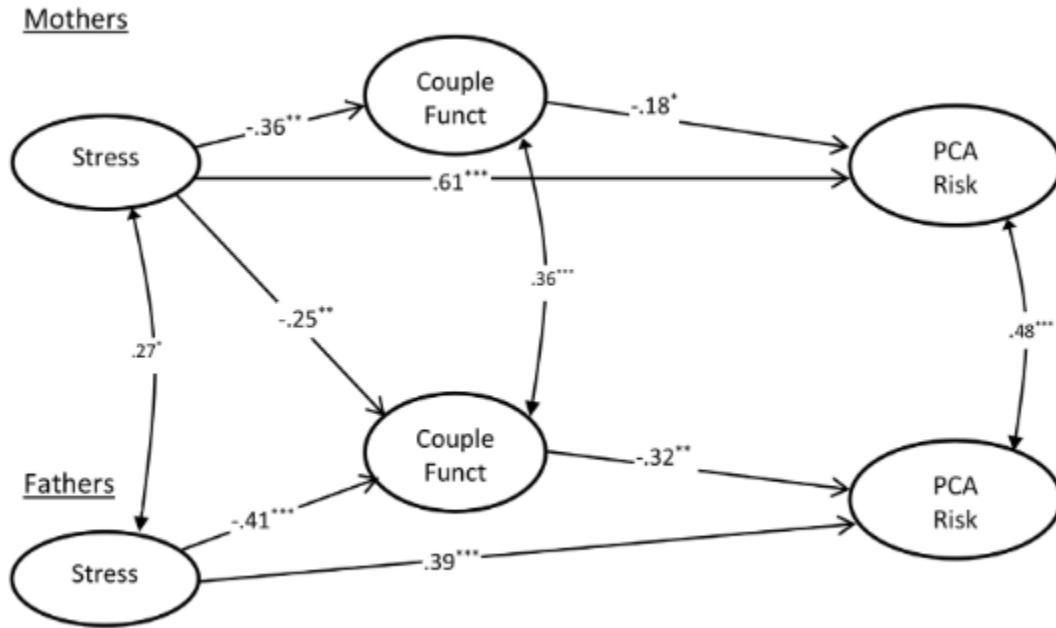 Mothers
Couple
Funct
-.36**
-.18*
Stress
PCA
Risk
.61***
-.25**
.36***
.27*
.48***
Couple
Funct
-.32**
Fathers
PCA
Risk
-.41***
Stress
.39***